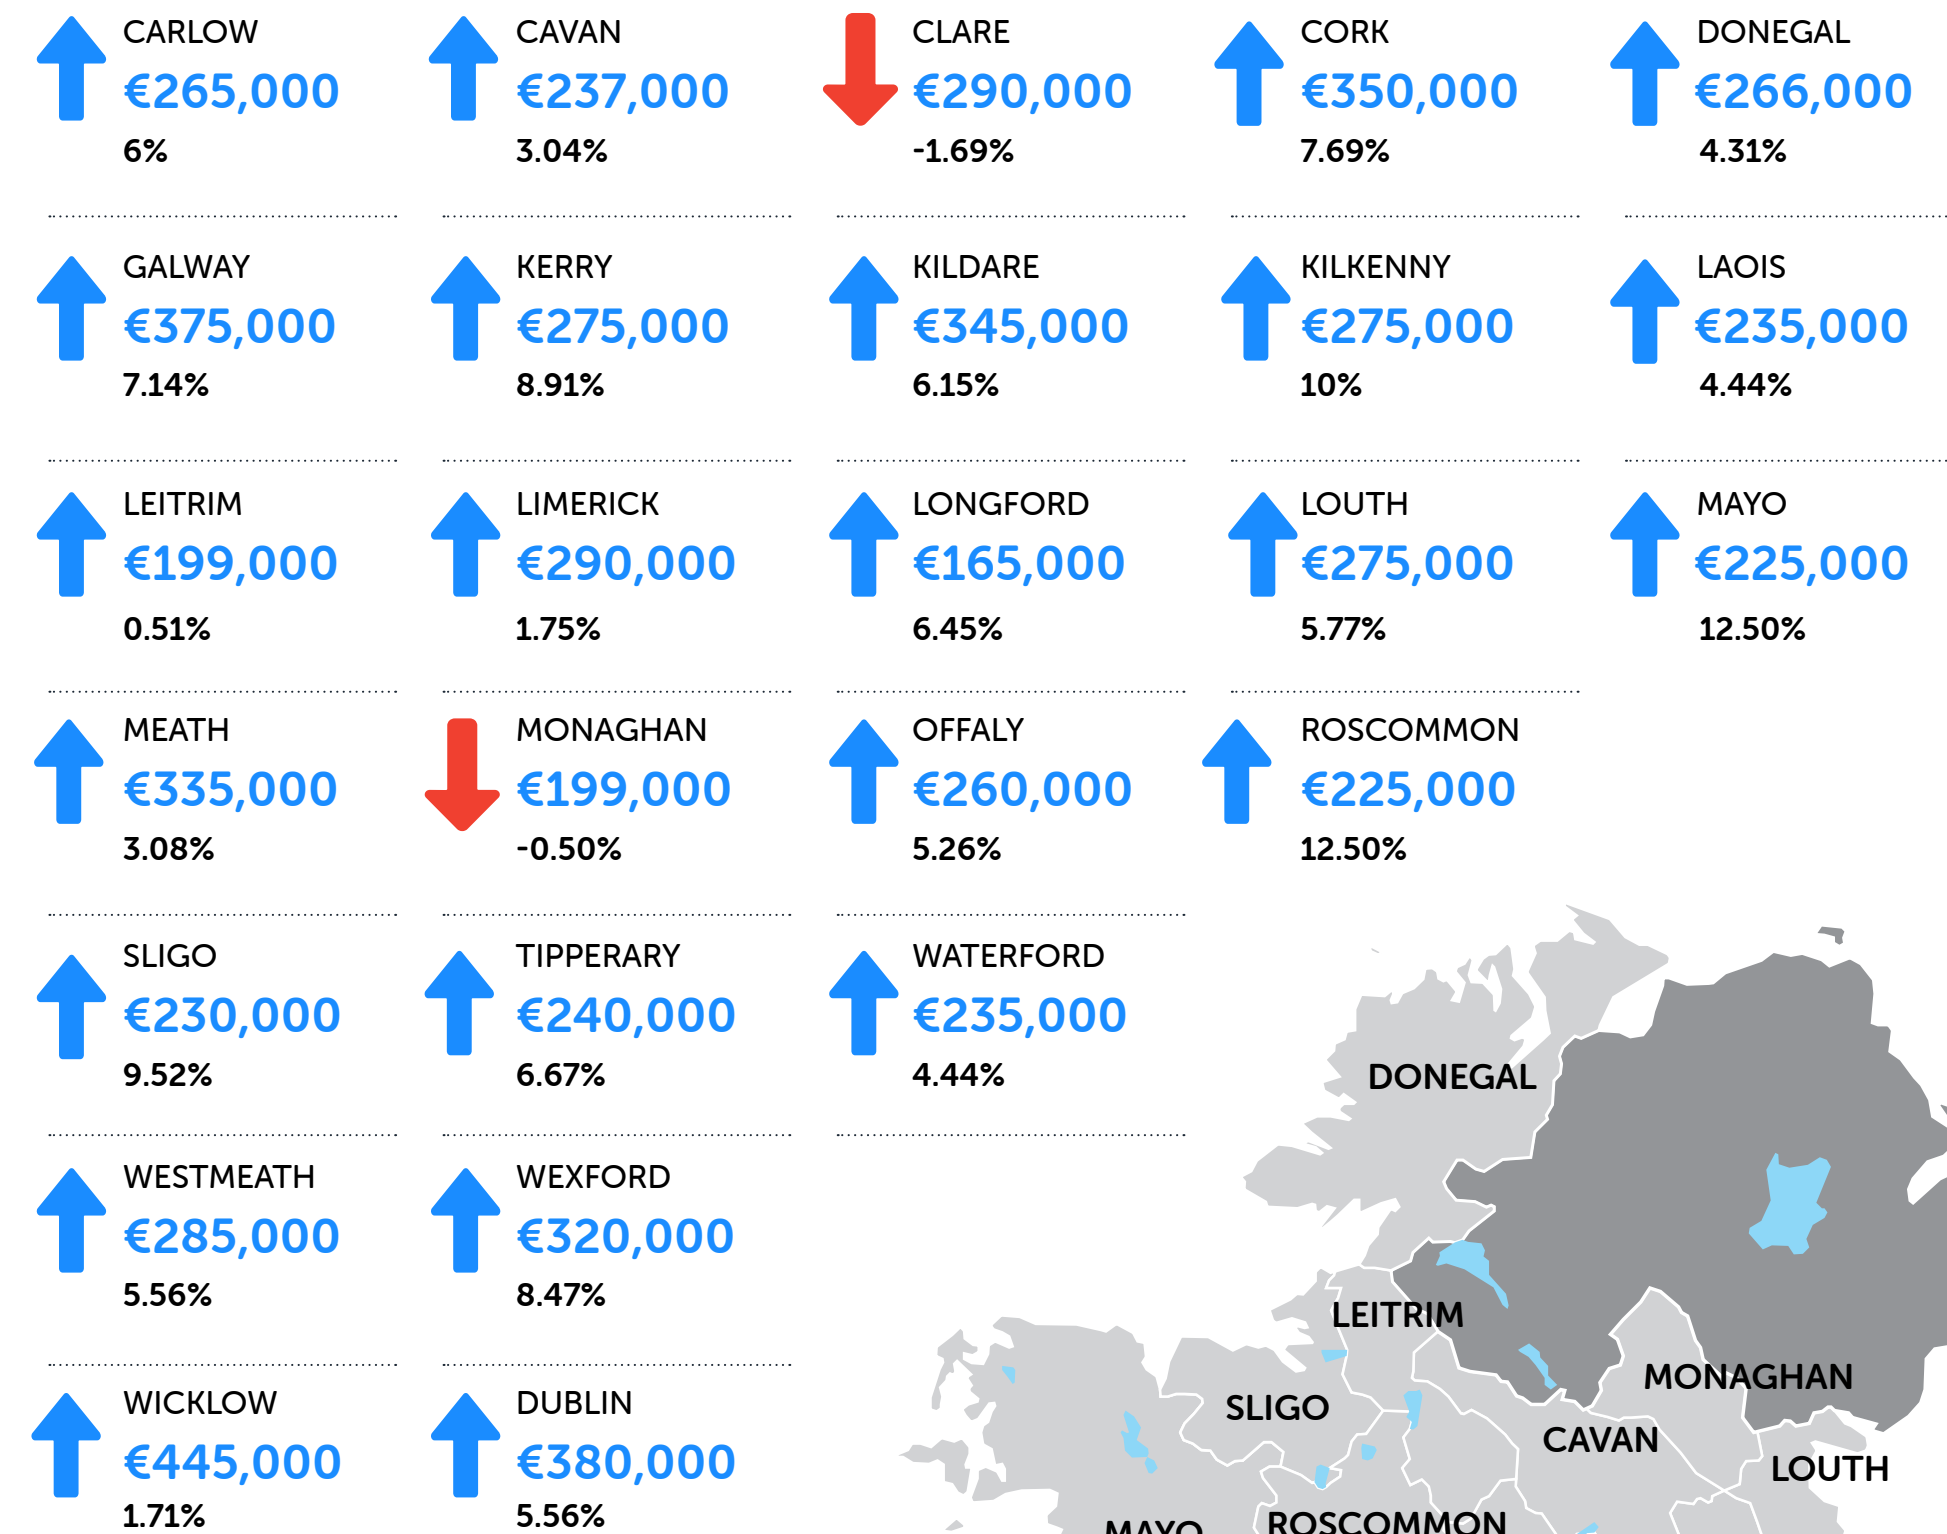 CARLOW
€265,000
6%
CAVAN
€237,000
3.04%
CLARE
€290,000
-1.69%
CORK
€350,000
7.69%
DONEGAL
€266,000
4.31%
GALWAY
€375,000
7.14%
KERRY
€275,000
8.91%
KILDARE
€345,000
6.15%
KILKENNY
€275,000
10%
LAOIS
€235,000
4.44%
LEITRIM
€199,000
0.51%
LIMERICK
€290,000
1.75%
LONGFORD
€165,000
6.45%
LOUTH
€275,000
5.77%
MAYO
€225,000
12.50%
MEATH
€335,000
3.08%
MONAGHAN
€199,000
-0.50%
OFFALY
€260,000
5.26%
ROSCOMMON
€225,000
12.50%
SLIGO
€230,000
9.52%
TIPPERARY
€240,000
6.67%
WATERFORD
€235,000
4.44%
WESTMEATH
€285,000
5.56%
WEXFORD
€320,000
8.47%
WICKLOW
€445,000
1.71%
DUBLIN
€380,000
5.56%
DONEGAL
LEITRIM
MONAGHAN
SLIGO
CAVAN
LOUTH
MAYO
ROSCOMMON